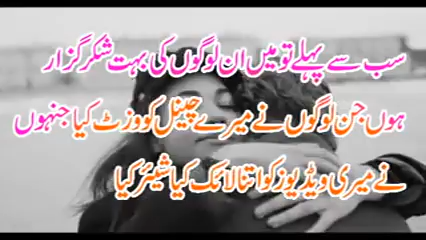 سب سے پہلے تو میں ان لوگوں کی بہت شکر گزار
ہوں جن لوگوں نے میرے چینل کو وزٹ کیا جنہوں
نے میری ویڈیوز کو اتنا لائک کیا شیئر کیا